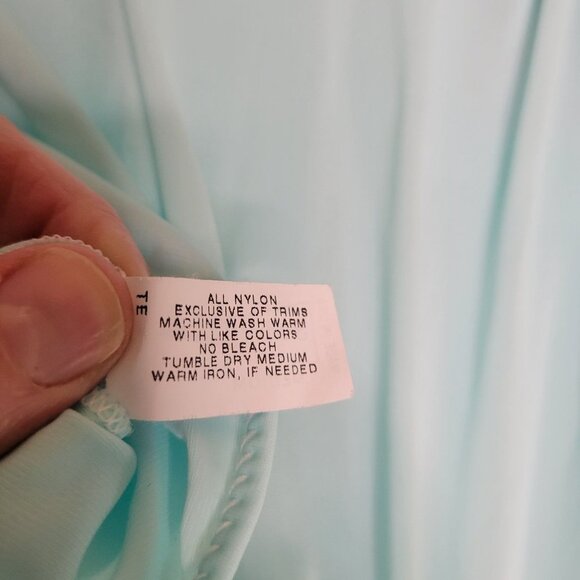 ALL NYLON
EXCLUSIVE OF TRIMS
MACHINE WASH WARM
WITH LIKE COLORS
NO BLEACH
TUMBLE DRY MEDIUM
WARM IRON, IF NEEDED
TE